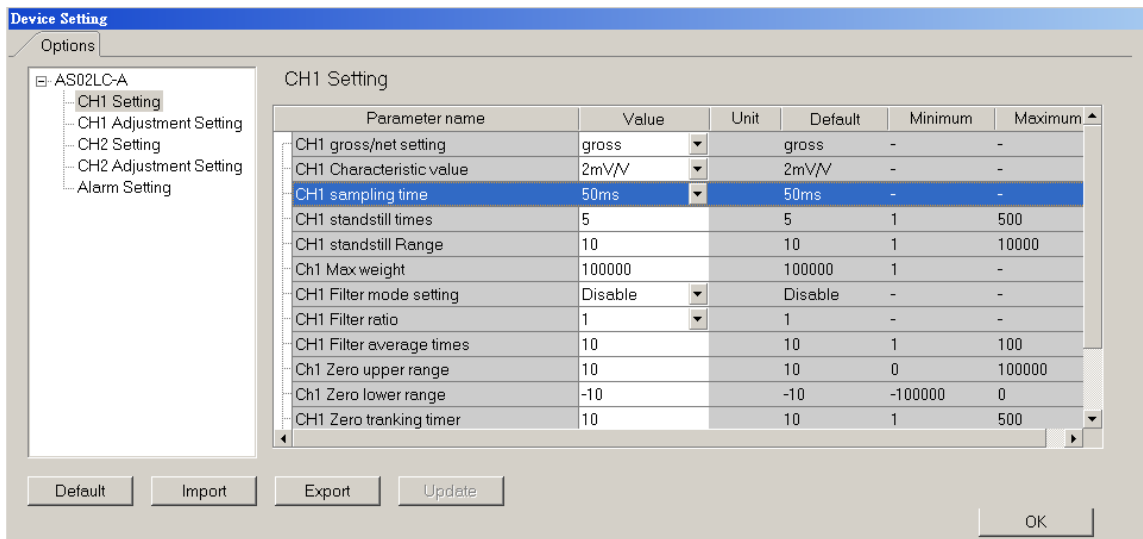 Device Setting
Options
AS02LC-A
CH1 Setting
CH1 Adjustment Setting
CH2 Setting
CH2 Adjustment Setting
Alarm Setting
CH1 Setting
Parameter name Value Unit Default Minimum Maximum
CH1 gross/net setting gross gross - -
CH1 Characteristic value 2mV/V 2mV/V - -
CH1 sampling time 50ms 50ms - -
CH1 standstill times 5 5 1 500
CH1 standstill Range 10 10 1 10000
Ch1 Max weight 100000 100000 1 -
CH1 Filter mode setting Disable Disable - -
CH1 Filter ratio 1 1 - -
CH1 Filter average times 10 10 1 100
Ch1 Zero upper range 10 10 0 100000
Ch1 Zero lower range -10 -10 -100000 0
CH1 Zero tranking timer 10 10 1 500
Default Import Export Update
OK